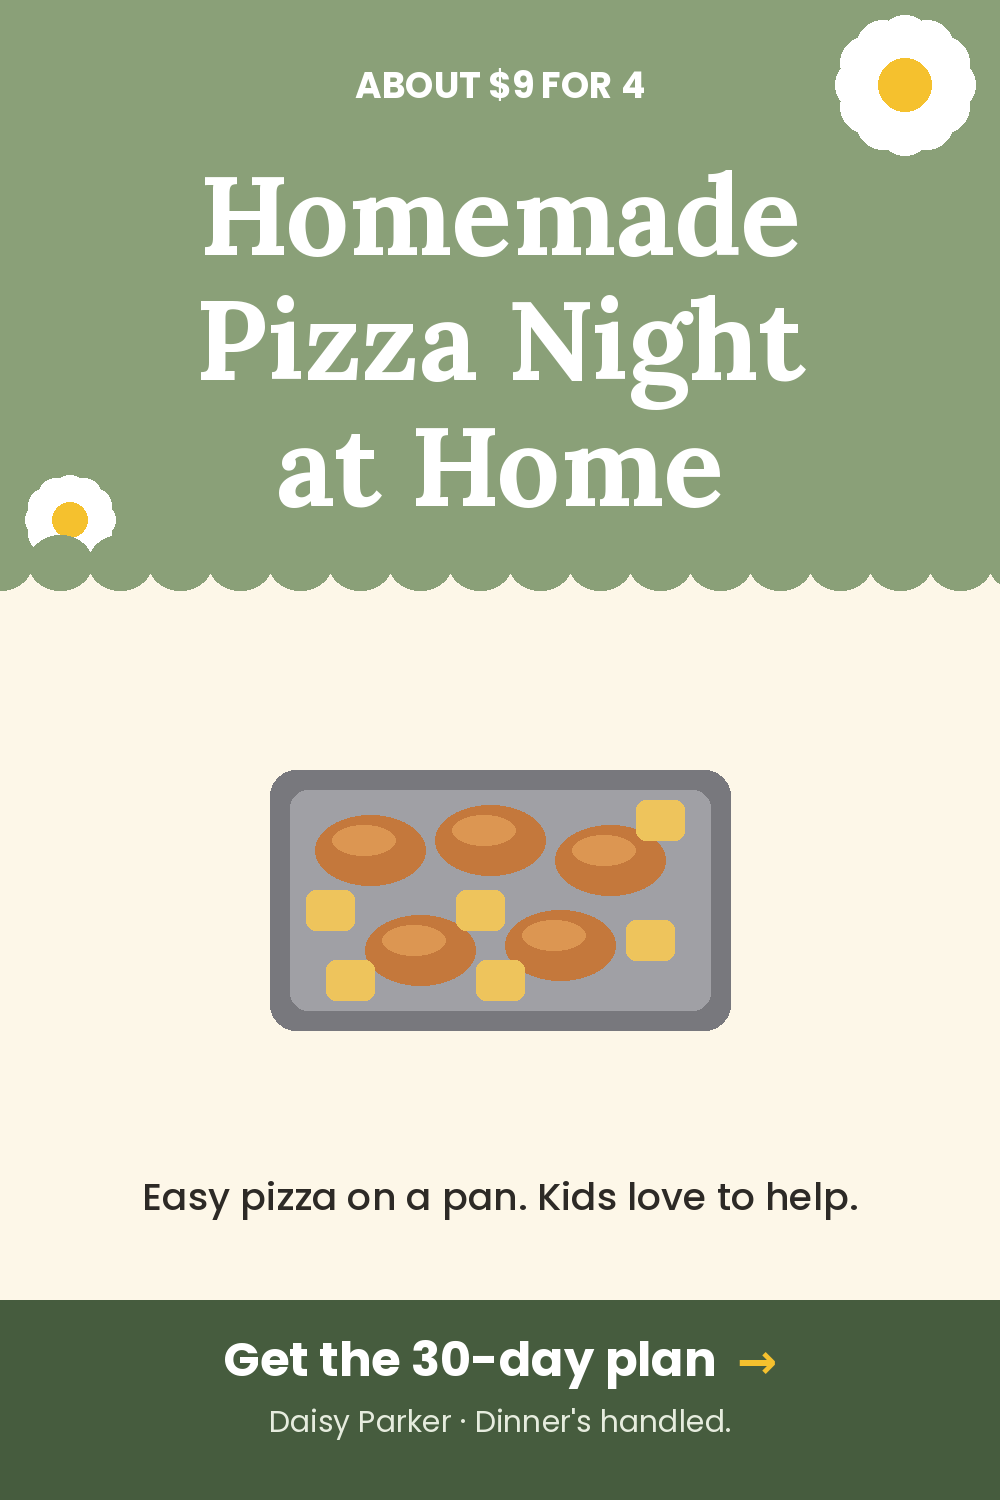 ABOUT $9 FOR 4
Homemade
Pizza Night
at Home
Easy pizza on a pan. Kids love to help.
Get the 30-day plan →
Daisy Parker · Dinner's handled.